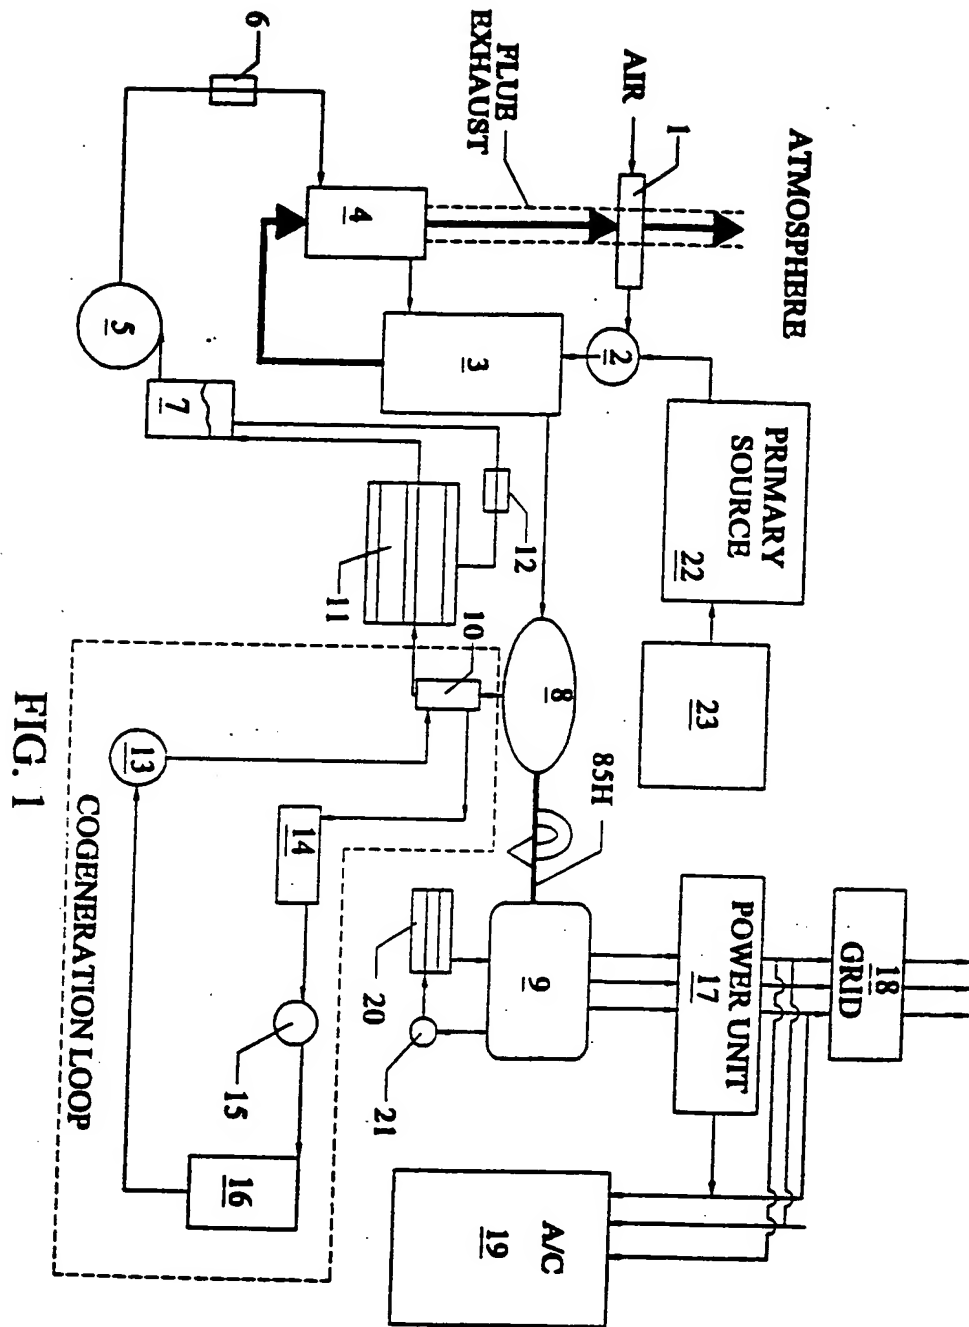 ATMOSPHERE
AIR
FLUE
EXHAUST
1
6
4
2
3
5
7
PRIMARY
SOURCE
22
23
12
11
10
8
85H
9
20
21
13
14
15
16
COGENERATION LOOP
POWER UNIT
17
18
GRID
A/C
19
FIG. 1